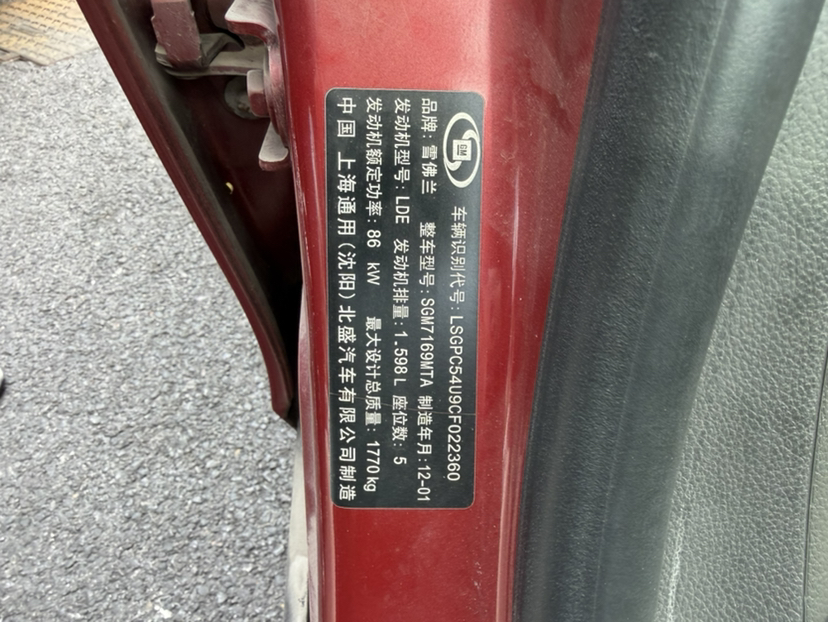 GM
车辆识别代号:LSGPC54U9CF022360
品牌:雪佛兰 整车型号:SGM7169MTA 制造年月:12-01
发动机型号:LDE 发动机排量:1.598L 座位数:5
发动机额定功率:86 kW 最大设计总质量:1770kg
中国 上海通用(沈阳)北盛汽车有限公司制造